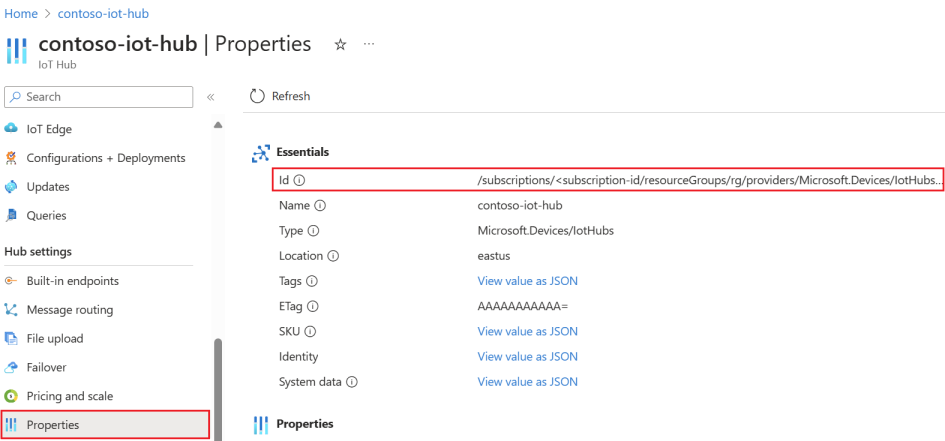 Home > contoso-iot-hub
contoso-iot-hub | Properties ☆ ...
IoT Hub
Search «
IoT Edge
Configurations + Deployments
Updates
Queries
Hub settings
Built-in endpoints
Message routing
File upload
Failover
Pricing and scale
Properties
Refresh
Essentials
Id /subscriptions/<subscription-id/resourceGroups/rg/providers/Microsoft.Devices/IotHubs...
Name contoso-iot-hub
Type Microsoft.Devices/IotHubs
Location eastus
Tags View value as JSON
ETag AAAAAAAAAAA=
SKU View value as JSON
Identity View value as JSON
System data View value as JSON
Properties